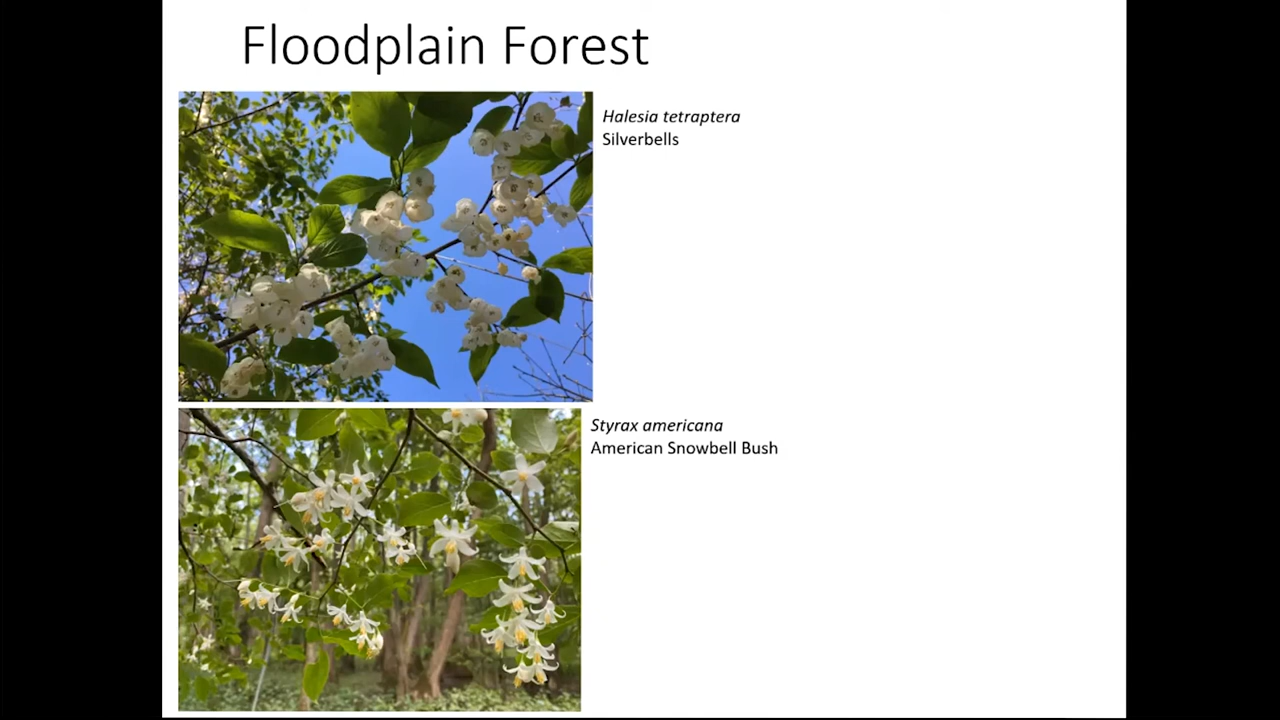 Floodplain Forest
Halesia tetraptera
Silverbells
Styrax americana
American Snowbell Bush